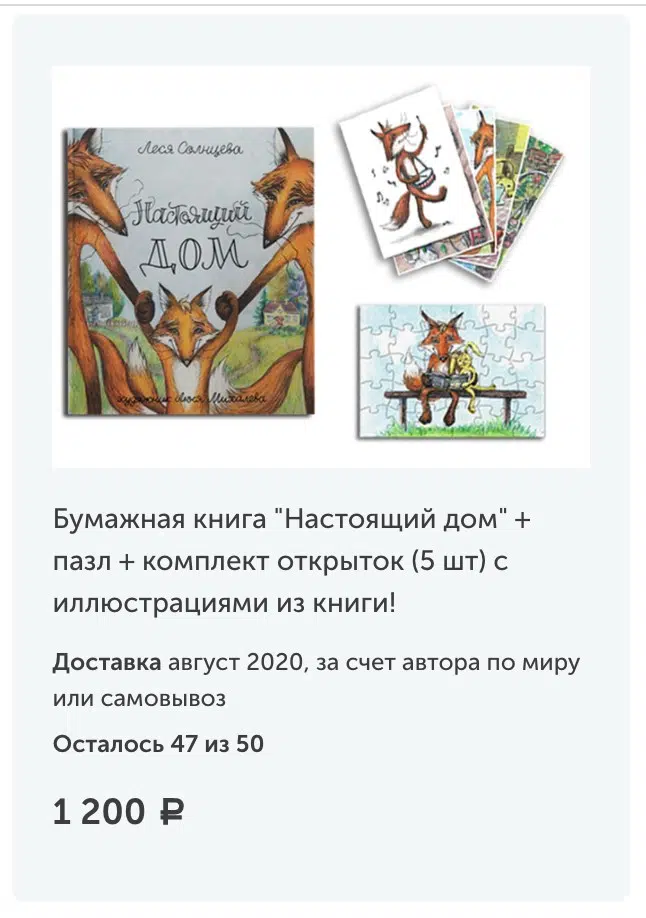 Леся Солнцева
Настоящий
ДОМ
художник Люся Михалева
Бумажная книга "Настоящий дом" +
пазл + комплект открыток (5 шт) с
иллюстрациями из книги!
Доставка август 2020, за счет автора по миру
или самовывоз
Осталось 47 из 50
1 200 ₽